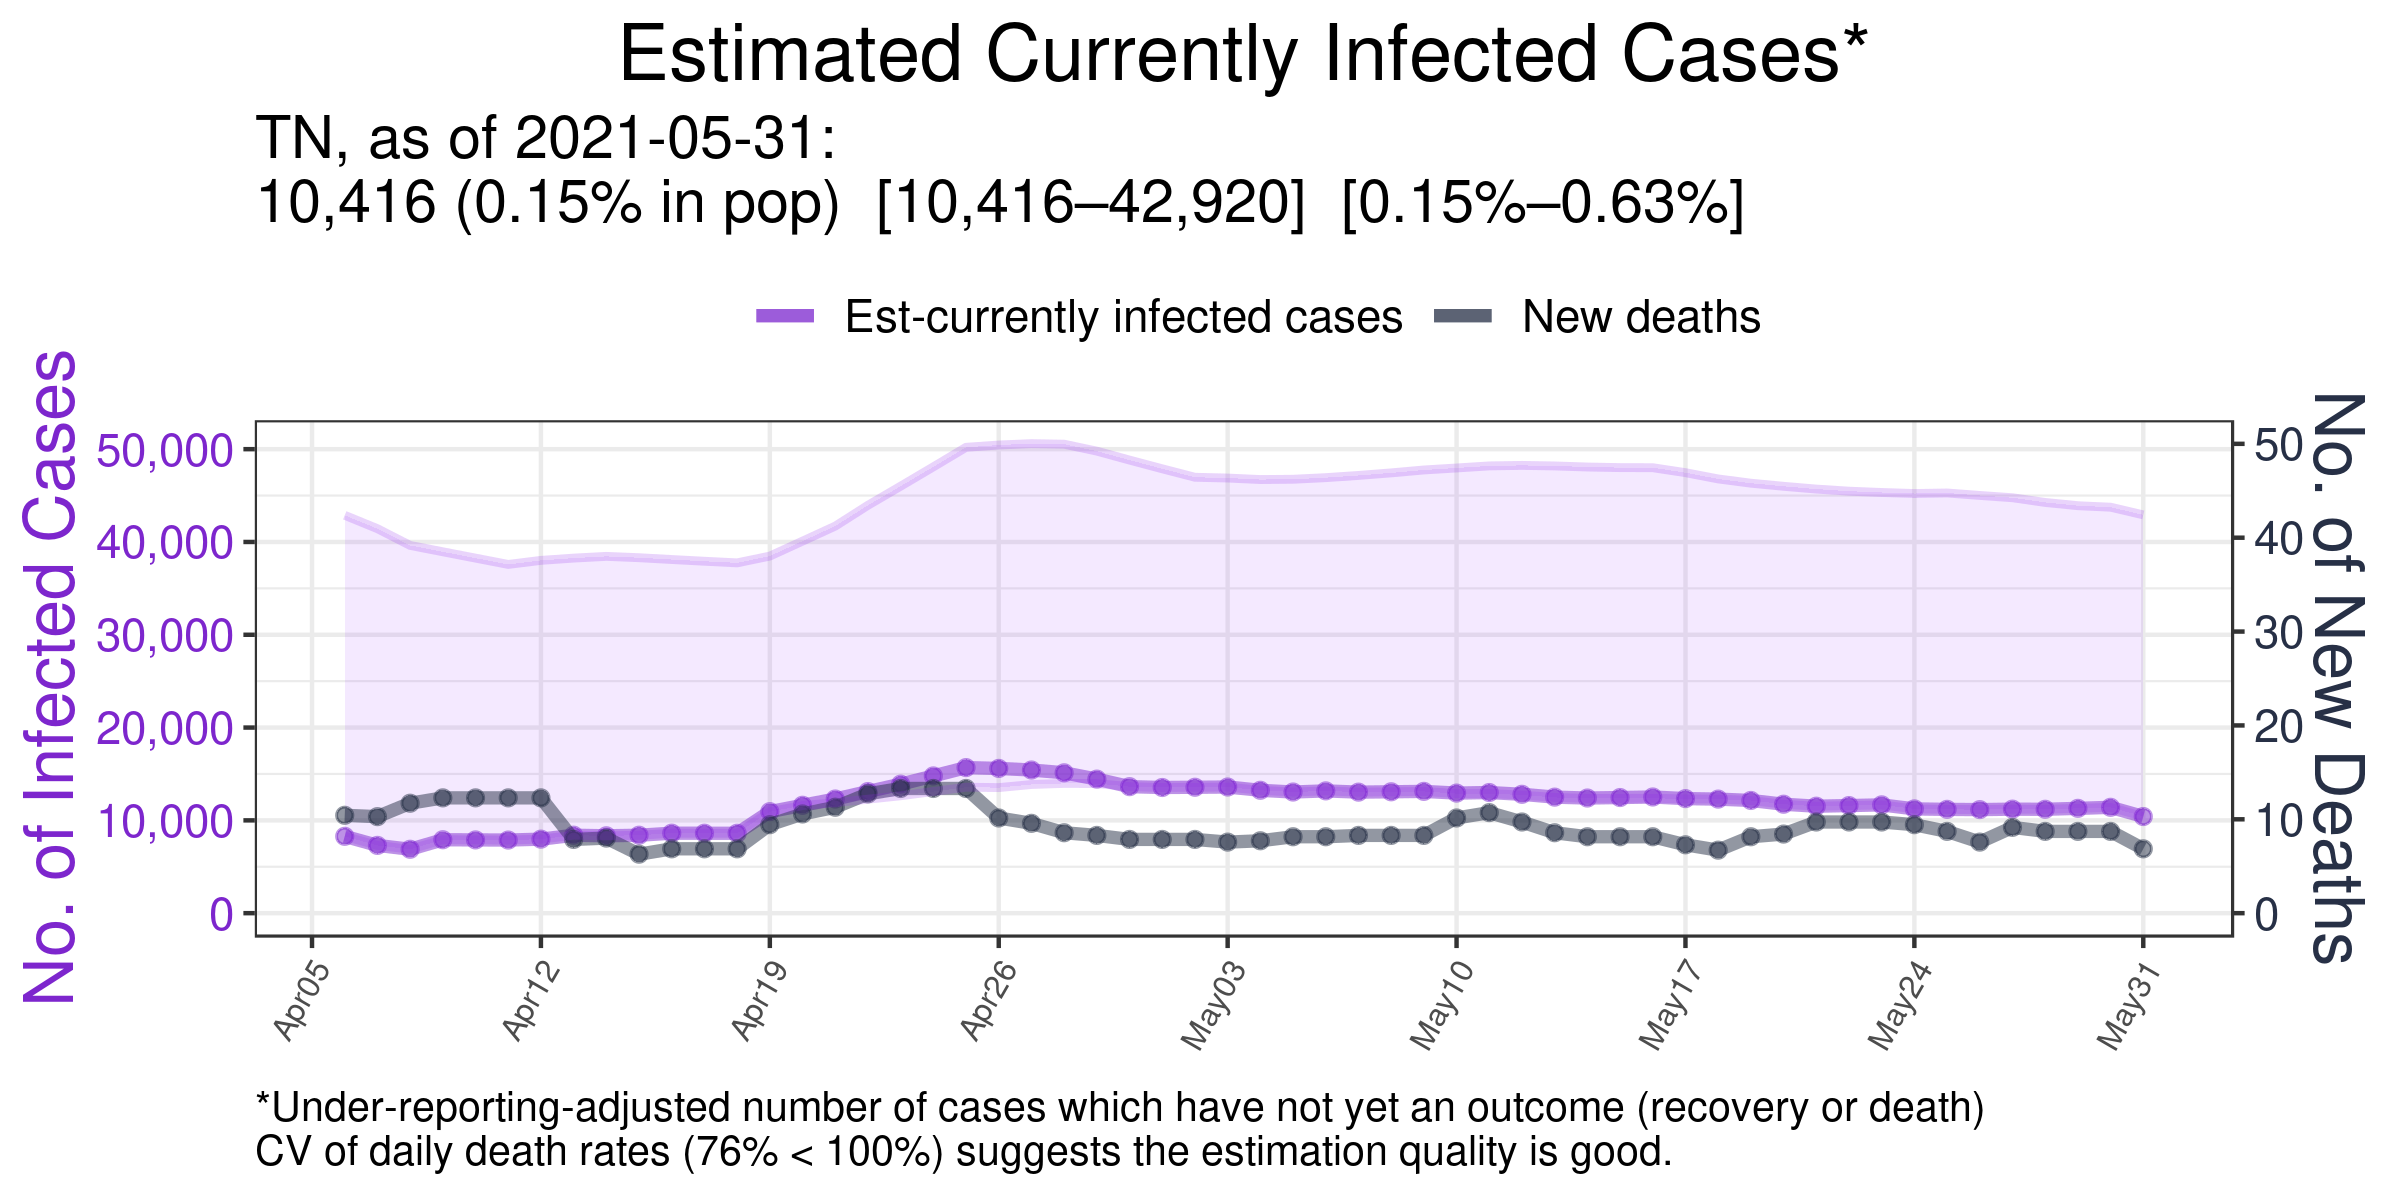 Estimated Currently Infected Cases*
TN, as of 2021-05-31:
10,416 (0.15% in pop)  [10,416–42,920]  [0.15%–0.63%]
Est-currently infected cases
New deaths
No. of Infected Cases
50,000
40,000
30,000
20,000
10,000
0
50
40
30
20
10
0
No. of New Deaths
Apr05
Apr12
Apr19
Apr26
May03
May10
May17
May24
May31
*Under-reporting-adjusted number of cases which have not yet an outcome (recovery or death)
CV of daily death rates (76% < 100%) suggests the estimation quality is good.